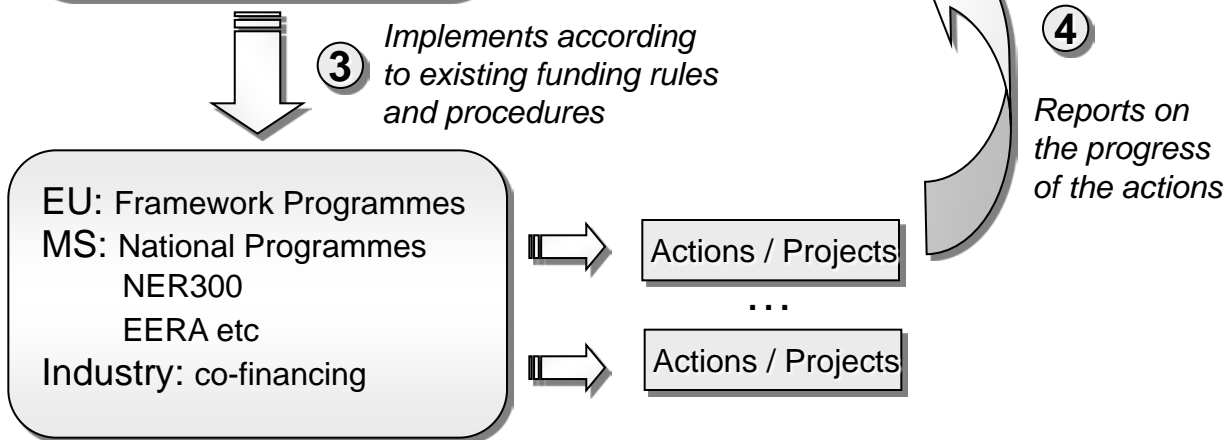 3
Implements according
to existing funding rules
and procedures
4
Reports on
the progress
of the actions
EU: Framework Programmes
MS: National Programmes
NER300
EERA etc
Industry: co-financing
Actions / Projects
...
Actions / Projects